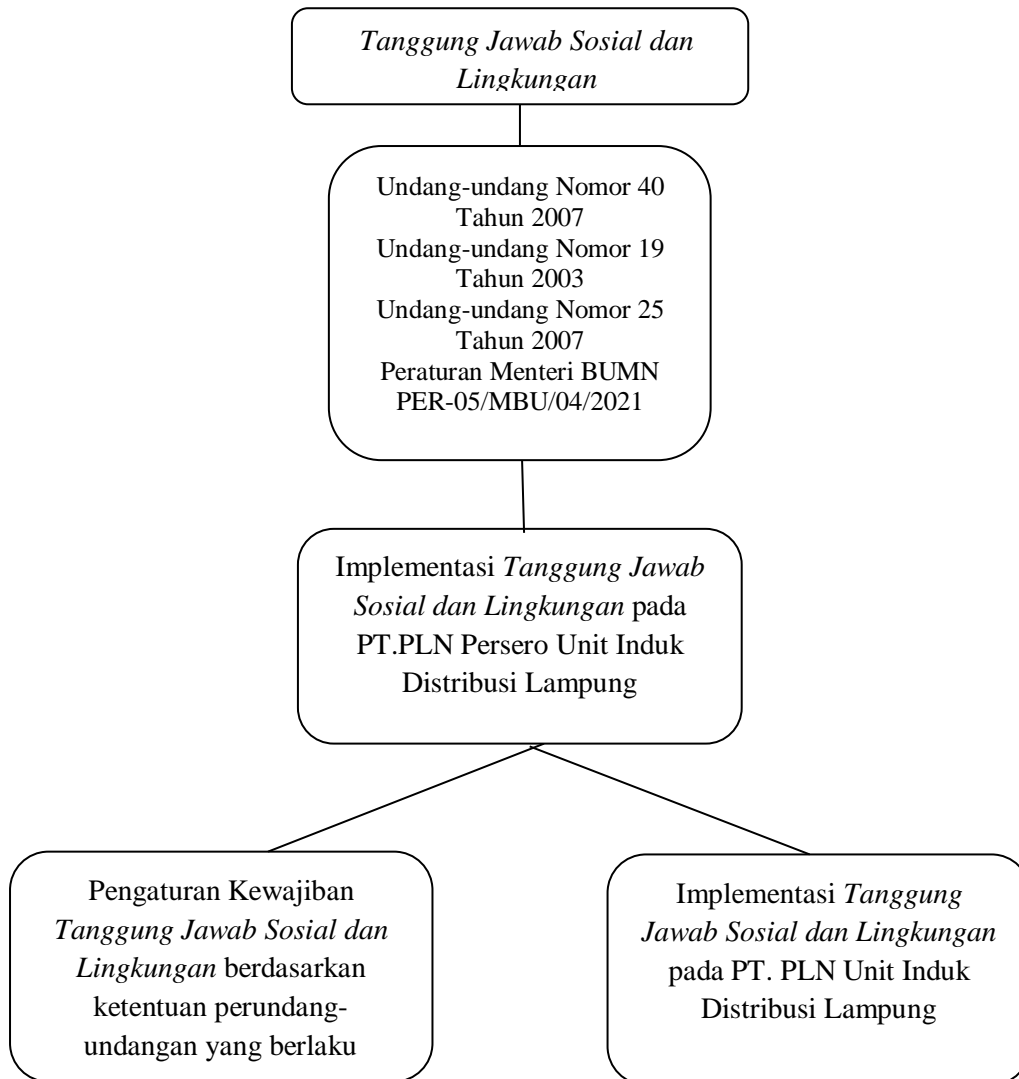 Tanggung Jawab Sosial dan
Lingkungan
Undang-undang Nomor 40
Tahun 2007
Undang-undang Nomor 19
Tahun 2003
Undang-undang Nomor 25
Tahun 2007
Peraturan Menteri BUMN
PER-05/MBU/04/2021
Implementasi Tanggung Jawab
Sosial dan Lingkungan pada
PT.PLN Persero Unit Induk
Distribusi Lampung
Pengaturan Kewajiban
Tanggung Jawab Sosial dan
Lingkungan berdasarkan
ketentuan perundang-
undangan yang berlaku
Implementasi Tanggung
Jawab Sosial dan Lingkungan
pada PT. PLN Unit Induk
Distribusi Lampung